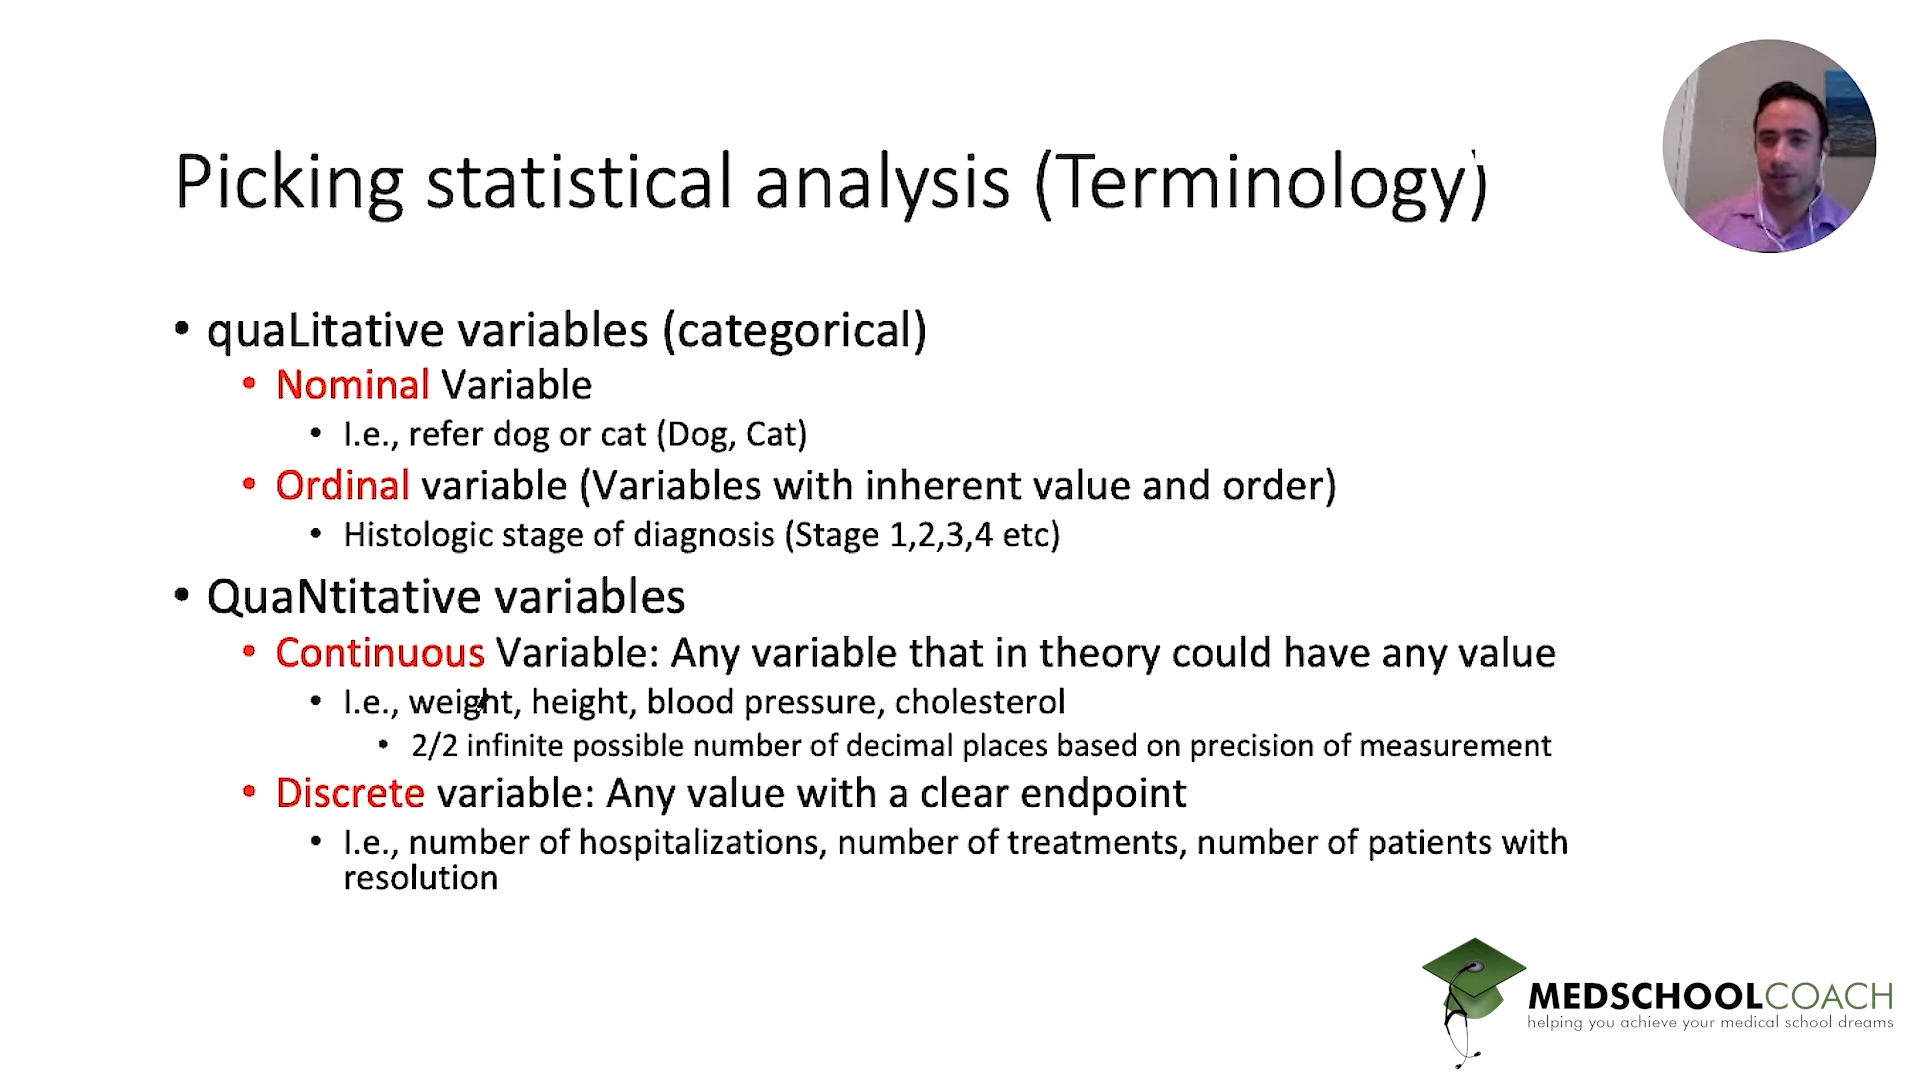 Picking statistical analysis (Terminology)
• quaLitative variables (categorical)
• Nominal Variable
• I.e., refer dog or cat (Dog, Cat)
• Ordinal variable (Variables with inherent value and order)
• Histologic stage of diagnosis (Stage 1,2,3,4 etc)
• QuaNtitative variables
• Continuous Variable: Any variable that in theory could have any value
• I.e., weight, height, blood pressure, cholesterol
• 2/2 infinite possible number of decimal places based on precision of measurement
• Discrete variable: Any value with a clear endpoint
• I.e., number of hospitalizations, number of treatments, number of patients with
resolution
MEDSCHOOLCOACH
helping you achieve your medical school dreams